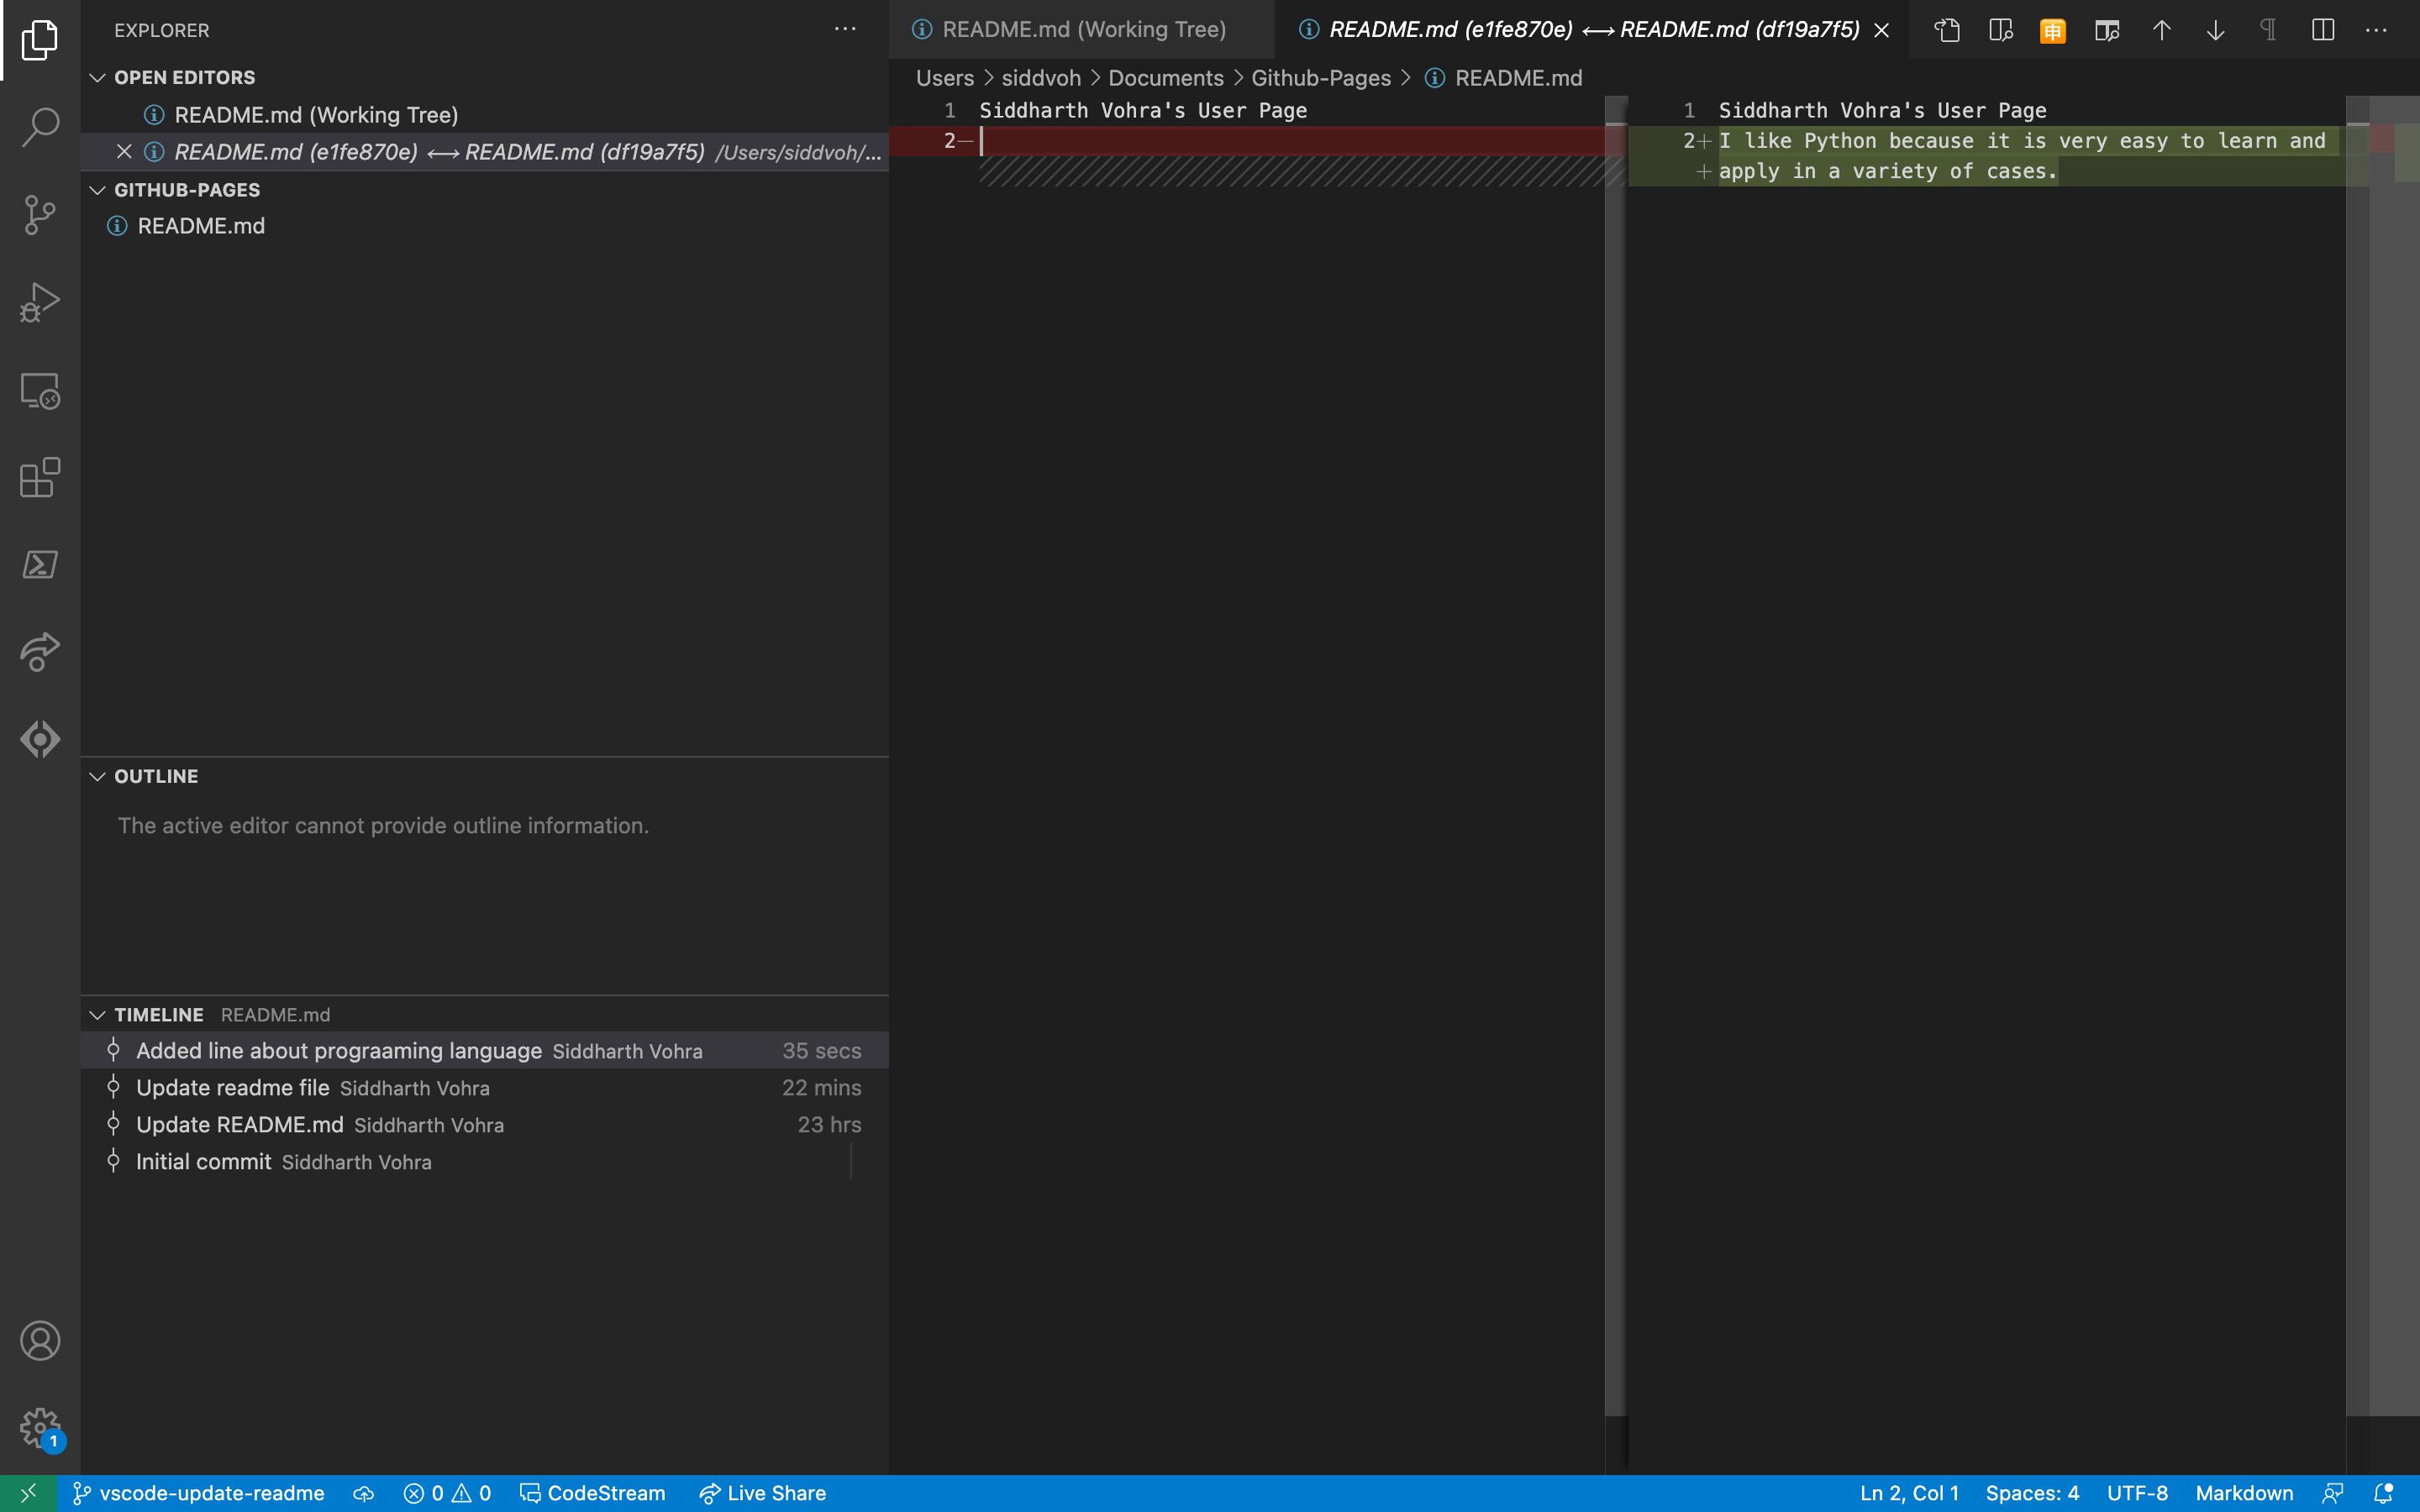 EXPLORER
OPEN EDITORS
README.md (Working Tree)
README.md (e1fe870e) ⟷ README.md (df19a7f5) /Users/siddvoh/...
GITHUB-PAGES
README.md
OUTLINE
The active editor cannot provide outline information.
TIMELINE README.md
Added line about prograaming language Siddharth Vohra 35 secs
Update readme file Siddharth Vohra 22 mins
Update README.md Siddharth Vohra 23 hrs
Initial commit Siddharth Vohra
1
README.md (Working Tree)
README.md (e1fe870e) ⟷ README.md (df19a7f5)
申
Users > siddvoh > Documents > Github-Pages > README.md
1 Siddharth Vohra's User Page
2—
1 Siddharth Vohra's User Page
2+ I like Python because it is very easy to learn and
+ apply in a variety of cases.
vscode-update-readme 0 0 CodeStream Live Share
Ln 2, Col 1 Spaces: 4 UTF-8 Markdown